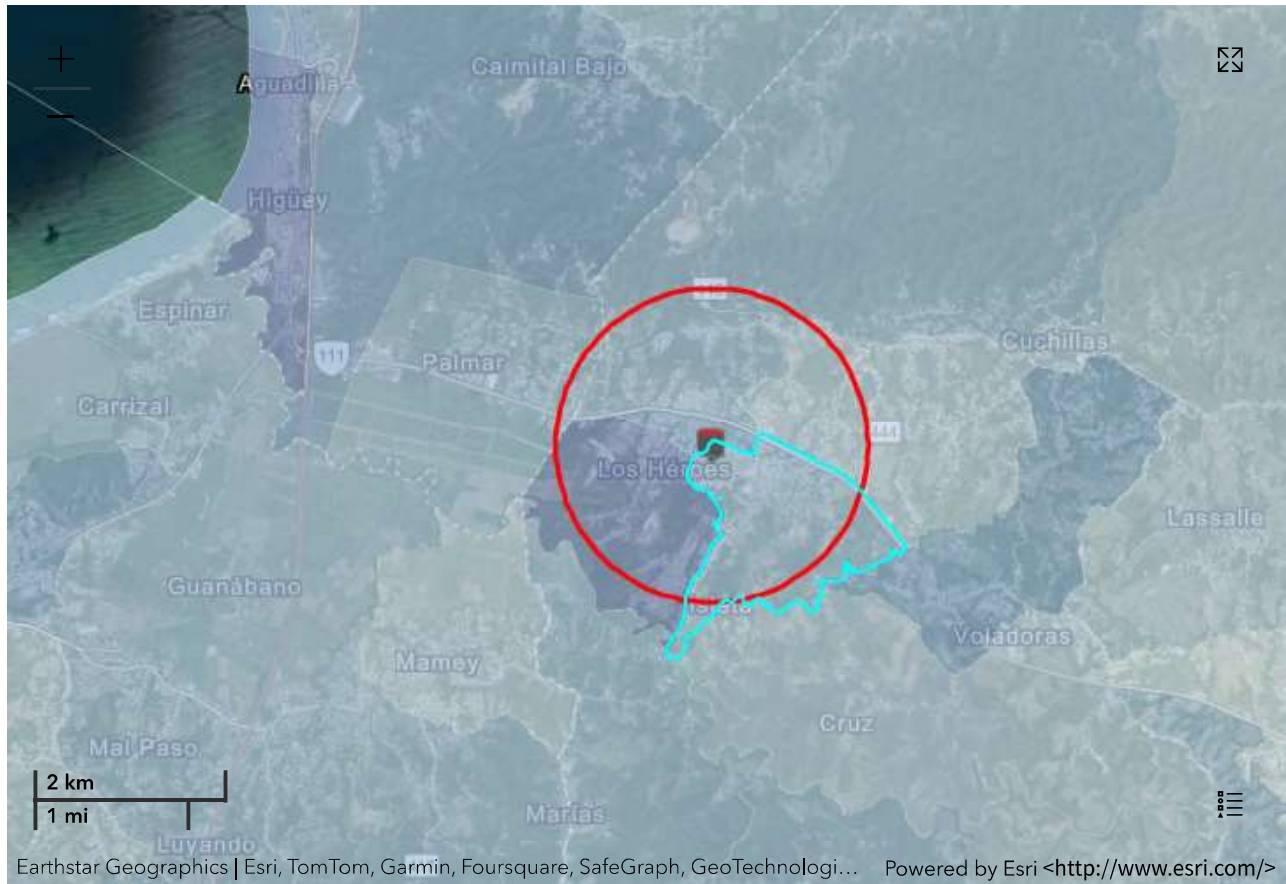 +
Caimital Bajo
Aguadilla
−
Higüey
Espinar
111
Palmar
Cuchillas
Carrizal
444
Los Héroes
Lassalle
Guanábano
Voladoras
Mamey
Cruz
Mal Paso
2 km
1 mi
Marías
Luyando
Earthstar Geographics | Esri, TomTom, Garmin, Foursquare, SafeGraph, GeoTechnologi... Powered by Esri <http://www.esri.com/>